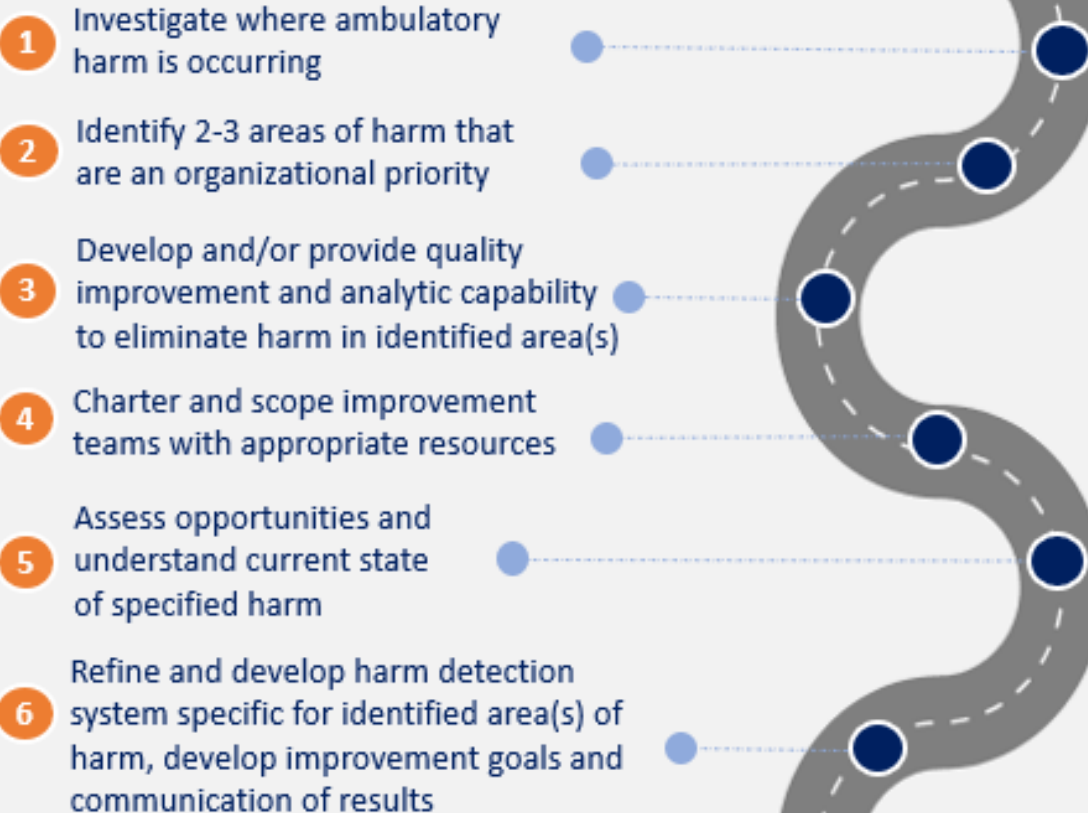 1
Investigate where ambulatory
harm is occurring
2
Identify 2-3 areas of harm that
are an organizational priority
3
Develop and/or provide quality
improvement and analytic capability
to eliminate harm in identified area(s)
4
Charter and scope improvement
teams with appropriate resources
5
Assess opportunities and
understand current state
of specified harm
6
Refine and develop harm detection
system specific for identified area(s) of
harm, develop improvement goals and
communication of results